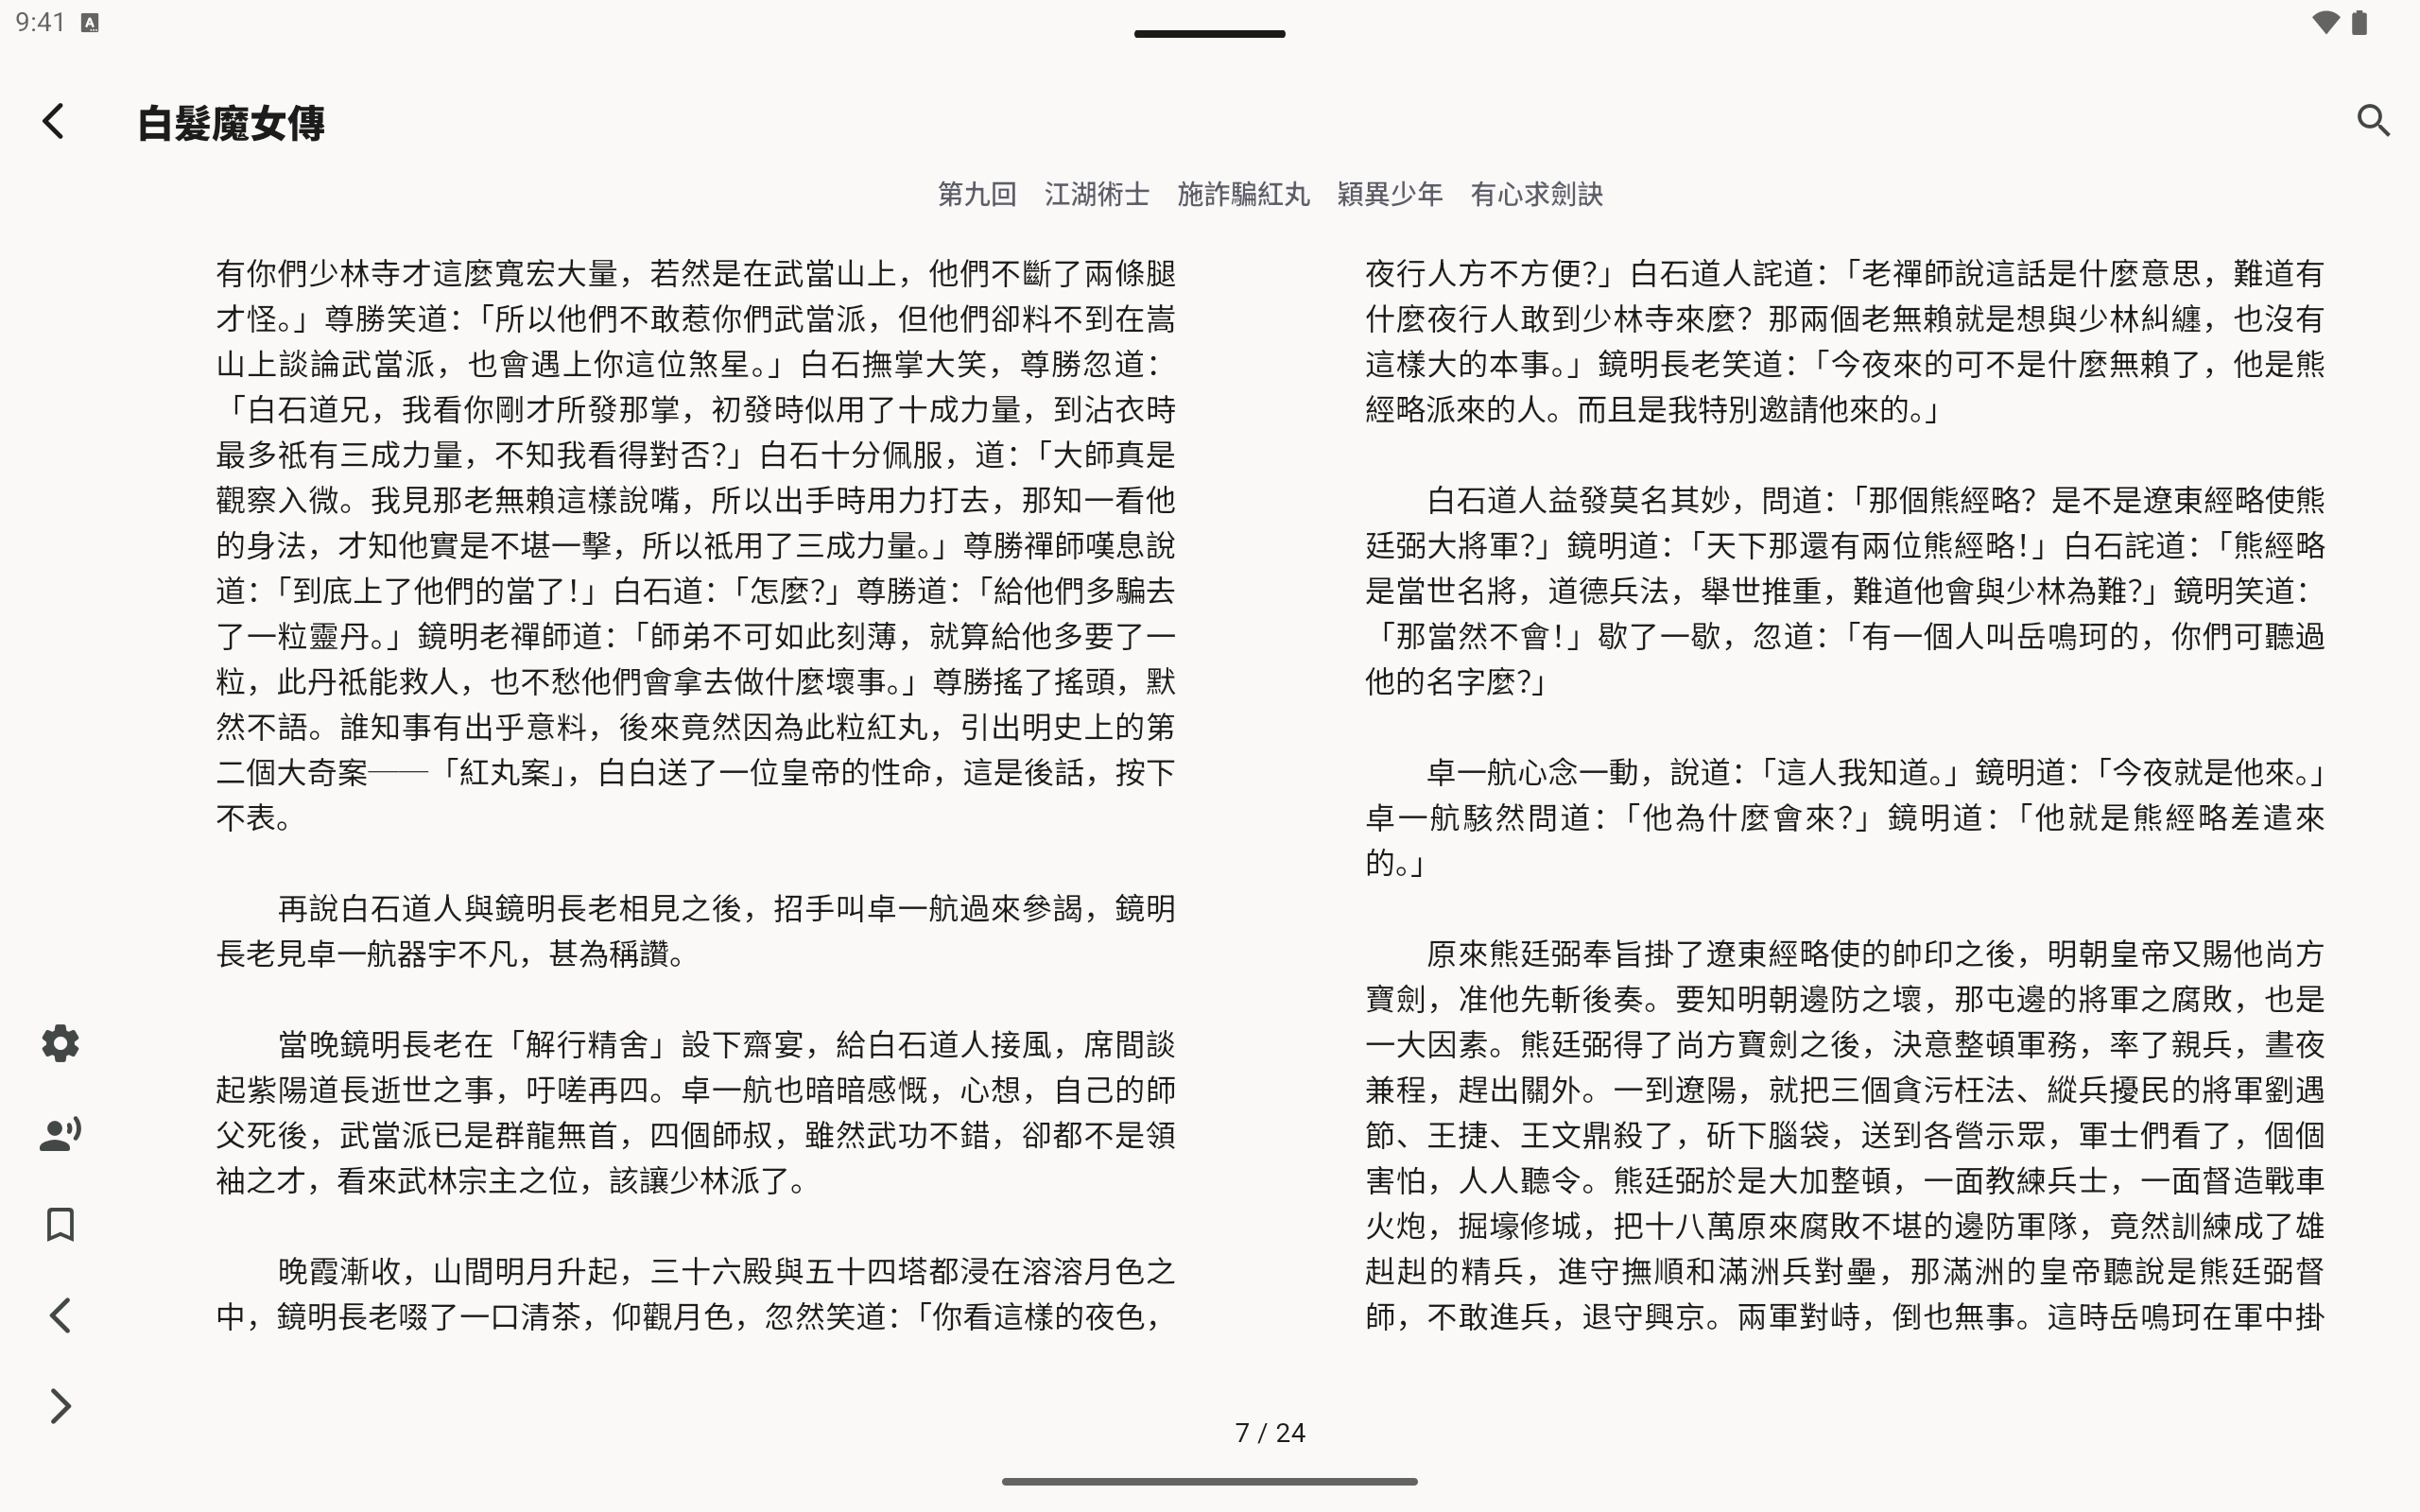 9:41
白髮魔女傳
第九回　江湖術士　施詐騙紅丸　穎異少年　有心求劍訣
有你們少林寺才這麼寬宏大量，若然是在武當山上，他們不斷了兩條腿
才怪。」尊勝笑道：「所以他們不敢惹你們武當派，但他們卻料不到在嵩
山上談論武當派，也會遇上你這位煞星。」白石撫掌大笑，尊勝忽道：
「白石道兄，我看你剛才所發那掌，初發時似用了十成力量，到沾衣時
最多祇有三成力量，不知我看得對否？」白石十分佩服，道：「大師真是
觀察入微。我見那老無賴這樣說嘴，所以出手時用力打去，那知一看他
的身法，才知他實是不堪一擊，所以祇用了三成力量。」尊勝禪師嘆息說
道：「到底上了他們的當了！」白石道：「怎麼？」尊勝道：「給他們多騙去
了一粒靈丹。」鏡明老禪師道：「師弟不可如此刻薄，就算給他多要了一
粒，此丹祇能救人，也不愁他們會拿去做什麼壞事。」尊勝搖了搖頭，默
然不語。誰知事有出乎意料，後來竟然因為此粒紅丸，引出明史上的第
二個大奇案——「紅丸案」，白白送了一位皇帝的性命，這是後話，按下
不表。
再說白石道人與鏡明長老相見之後，招手叫卓一航過來參謁，鏡明
長老見卓一航器宇不凡，甚為稱讚。
當晚鏡明長老在「解行精舍」設下齋宴，給白石道人接風，席間談
起紫陽道長逝世之事，吁嗟再四。卓一航也暗暗感慨，心想，自己的師
父死後，武當派已是群龍無首，四個師叔，雖然武功不錯，卻都不是領
袖之才，看來武林宗主之位，該讓少林派了。
晚霞漸收，山間明月升起，三十六殿與五十四塔都浸在溶溶月色之
中，鏡明長老啜了一口清茶，仰觀月色，忽然笑道：「你看這樣的夜色，
夜行人方不方便？」白石道人詫道：「老禪師說這話是什麼意思，難道有
什麼夜行人敢到少林寺來麼？那兩個老無賴就是想與少林糾纏，也沒有
這樣大的本事。」鏡明長老笑道：「今夜來的可不是什麼無賴了，他是熊
經略派來的人。而且是我特別邀請他來的。」
白石道人益發莫名其妙，問道：「那個熊經略？是不是遼東經略使熊
廷弼大將軍？」鏡明道：「天下那還有兩位熊經略！」白石詫道：「熊經略
是當世名將，道德兵法，舉世推重，難道他會與少林為難？」鏡明笑道：
「那當然不會！」歇了一歇，忽道：「有一個人叫岳鳴珂的，你們可聽過
他的名字麼？」
卓一航心念一動，說道：「這人我知道。」鏡明道：「今夜就是他來。」
卓一航駭然問道：「他為什麼會來？」鏡明道：「他就是熊經略差遣來
的。」
原來熊廷弼奉旨掛了遼東經略使的帥印之後，明朝皇帝又賜他尚方
寶劍，准他先斬後奏。要知明朝邊防之壞，那屯邊的將軍之腐敗，也是
一大因素。熊廷弼得了尚方寶劍之後，決意整頓軍務，率了親兵，晝夜
兼程，趕出關外。一到遼陽，就把三個貪污枉法、縱兵擾民的將軍劉遇
節、王捷、王文鼎殺了，斫下腦袋，送到各營示眾，軍士們看了，個個
害怕，人人聽令。熊廷弼於是大加整頓，一面教練兵士，一面督造戰車
火炮，掘壕修城，把十八萬原來腐敗不堪的邊防軍隊，竟然訓練成了雄
赳赳的精兵，進守撫順和滿洲兵對壘，那滿洲的皇帝聽說是熊廷弼督
師，不敢進兵，退守興京。兩軍對峙，倒也無事。這時岳鳴珂在軍中掛
7 / 24